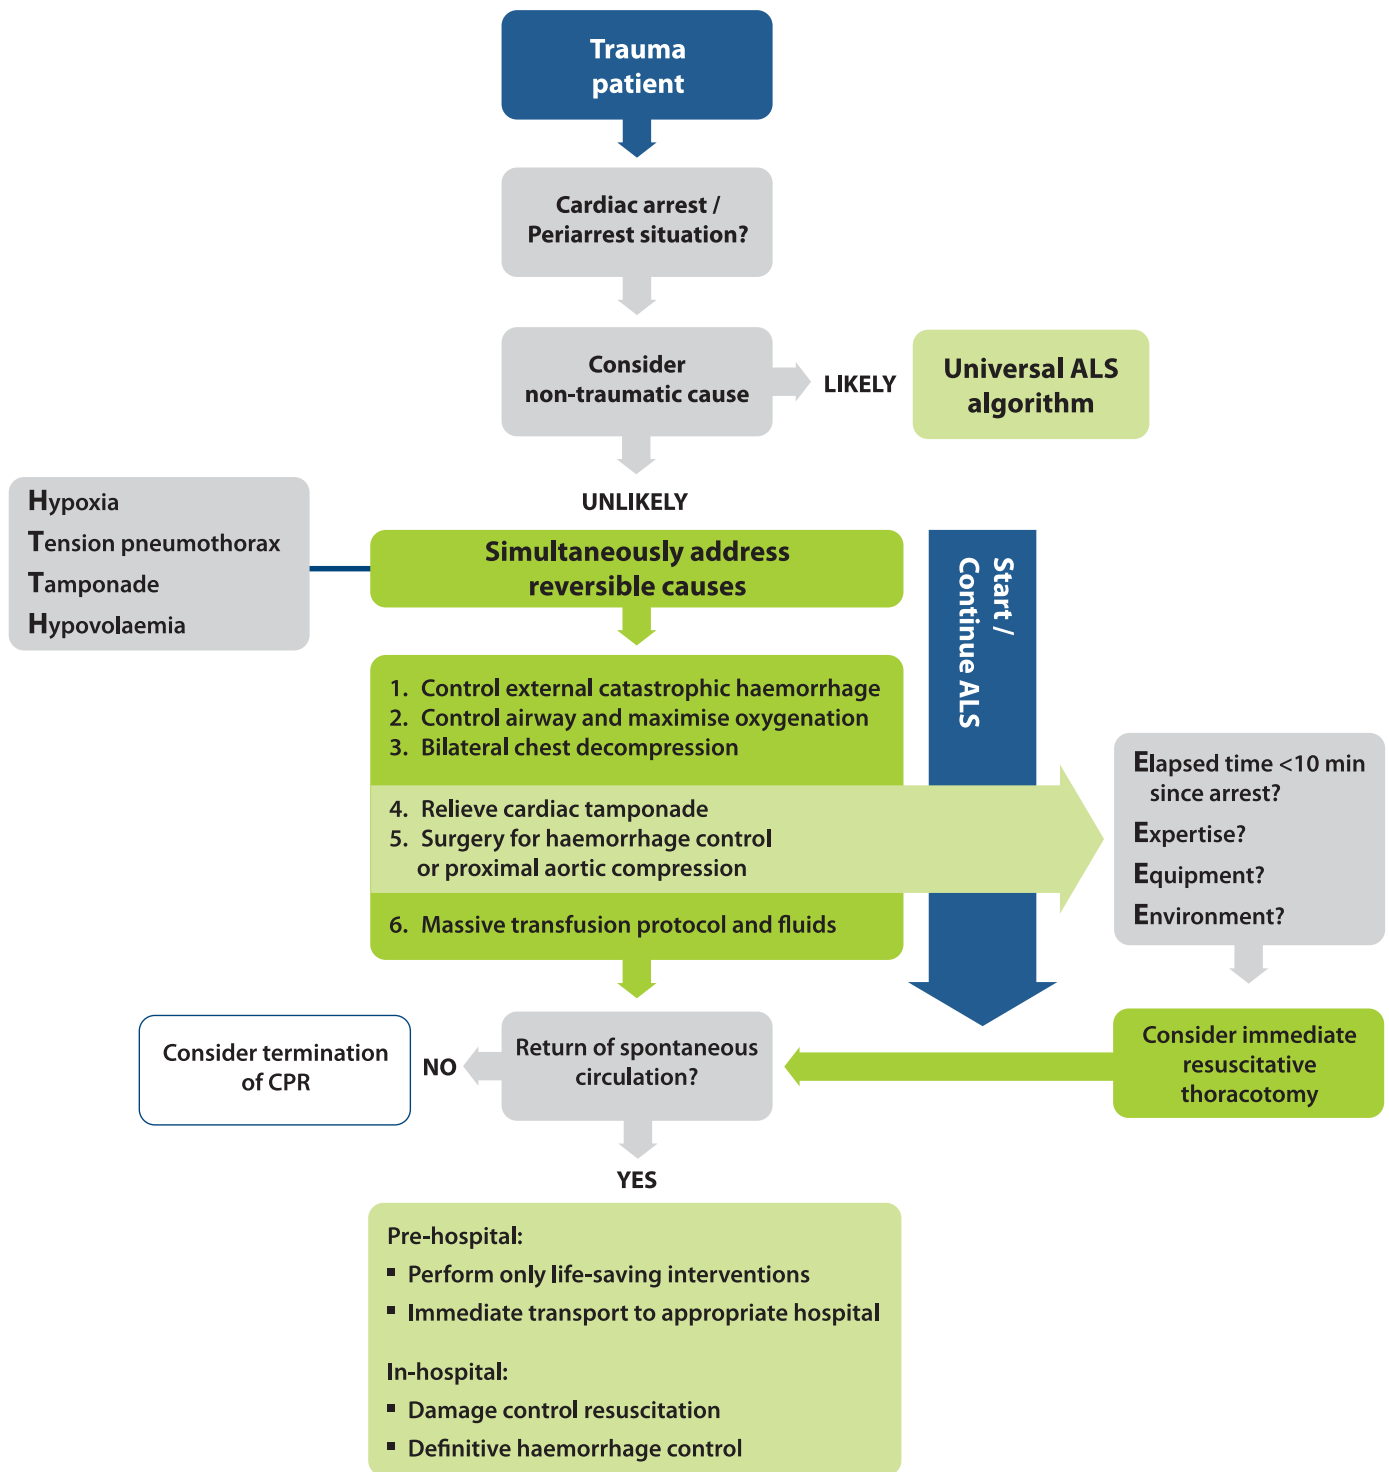 Trauma
patient
Cardiac arrest /
Periarrest situation?
Consider
non-traumatic cause
LIKELY
Universal ALS
algorithm
UNLIKELY
Hypoxia
Tension pneumothorax
Tamponade
Hypovolaemia
Simultaneously address
reversible causes
Start /
Continue ALS
1. Control external catastrophic haemorrhage
2. Control airway and maximise oxygenation
3. Bilateral chest decompression
4. Relieve cardiac tamponade
5. Surgery for haemorrhage control
or proximal aortic compression
6. Massive transfusion protocol and fluids
Elapsed time <10 min
since arrest?
Expertise?
Equipment?
Environment?
Consider immediate
resuscitative
thoracotomy
Return of spontaneous
circulation?
NO
Consider termination
of CPR
YES
Pre-hospital:
▪ Perform only life-saving interventions
▪ Immediate transport to appropriate hospital
In-hospital:
▪ Damage control resuscitation
▪ Definitive haemorrhage control